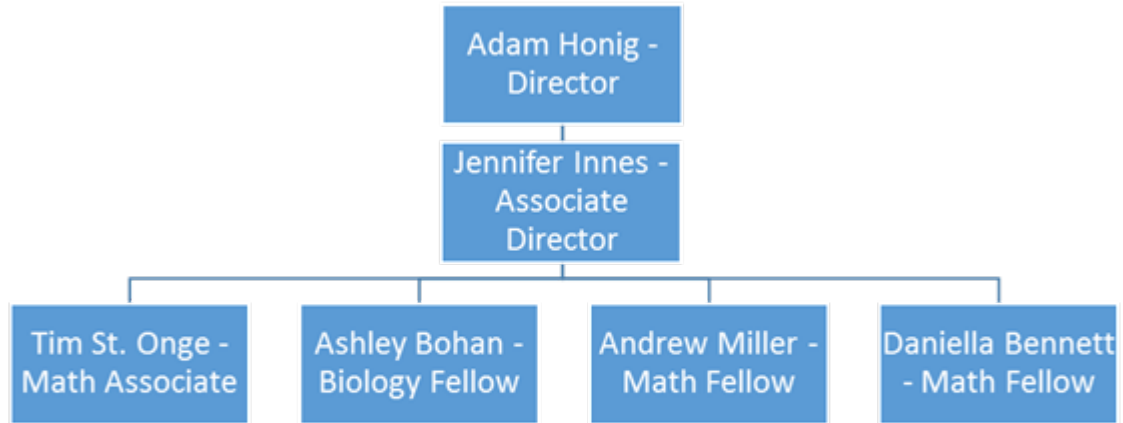 Adam Honig -
Director
Jennifer Innes -
Associate
Director
Tim St. Onge -
Math Associate
Ashley Bohan -
Biology Fellow
Andrew Miller -
Math Fellow
Daniella Bennett
- Math Fellow